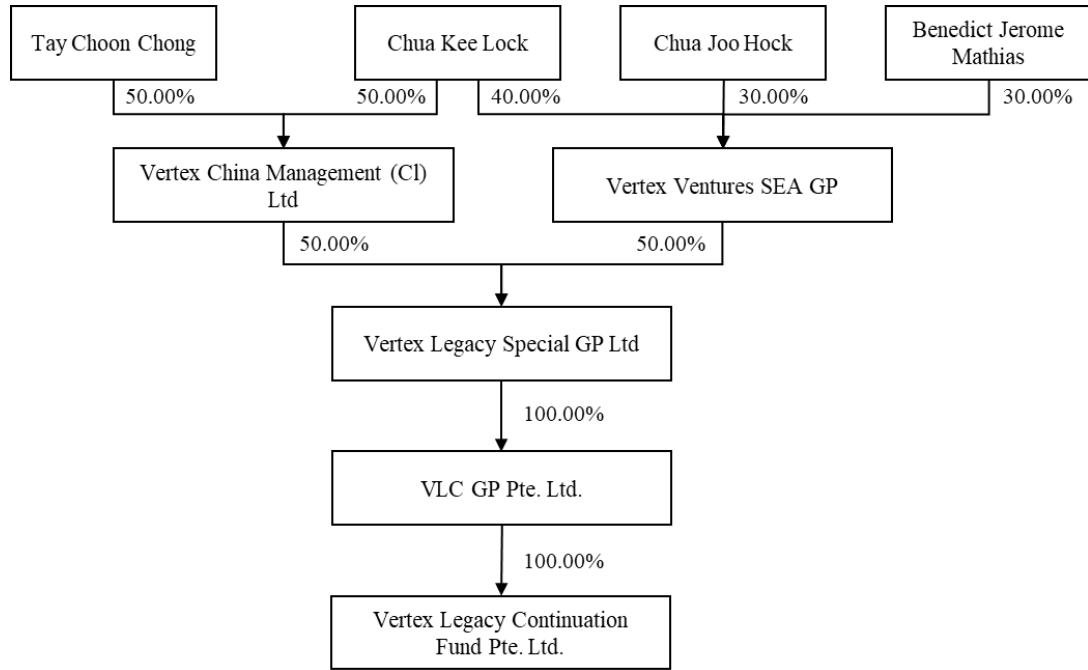 Tay Choon Chong
Chua Kee Lock
Chua Joo Hock
Benedict Jerome
Mathias
50.00%
50.00%
40.00%
30.00%
30.00%
Vertex China Management (Cl)
Ltd
Vertex Ventures SEA GP
50.00%
50.00%
Vertex Legacy Special GP Ltd
100.00%
VLC GP Pte. Ltd.
100.00%
Vertex Legacy Continuation
Fund Pte. Ltd.